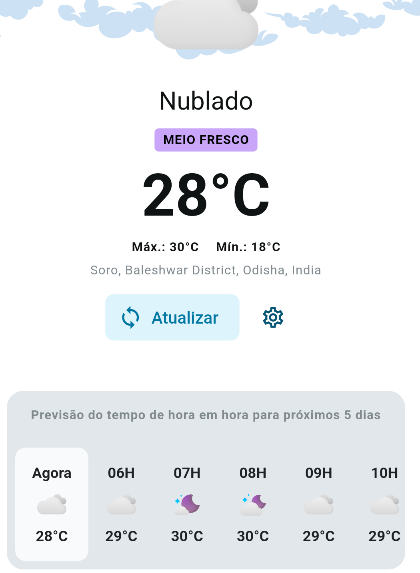 Nublado
MEIO FRESCO
28°C
Máx.: 30°C Mín.: 18°C
Soro, Baleshwar District, Odisha, India
Atualizar
Previsão do tempo de hora em hora para próximos 5 dias
Agora 06H 07H 08H 09H 10H
28°C 29°C 30°C 30°C 29°C 29°C